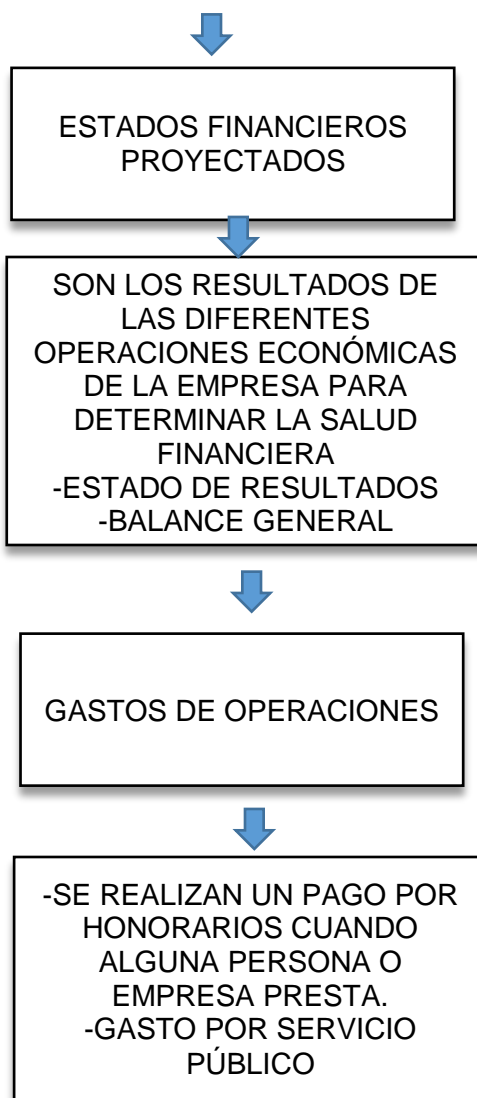 ESTADOS FINANCIEROS
PROYECTADOS
SON LOS RESULTADOS DE
LAS DIFERENTES
OPERACIONES ECONÓMICAS
DE LA EMPRESA PARA
DETERMINAR LA SALUD
FINANCIERA
-ESTADO DE RESULTADOS
-BALANCE GENERAL
GASTOS DE OPERACIONES
-SE REALIZAN UN PAGO POR
HONORARIOS CUANDO
ALGUNA PERSONA O
EMPRESA PRESTA.
-GASTO POR SERVICIO
PÚBLICO